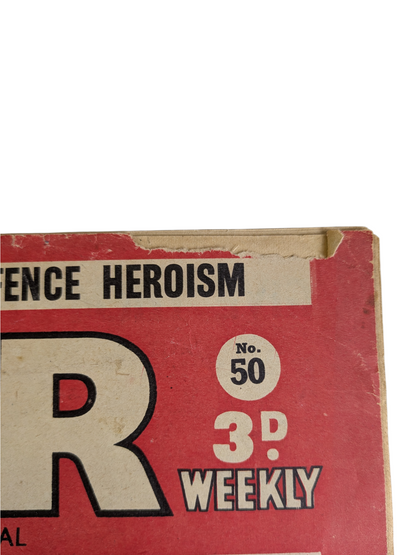 FENCE HEROISM
R
No.
50
3D.
WEEKLY
AL